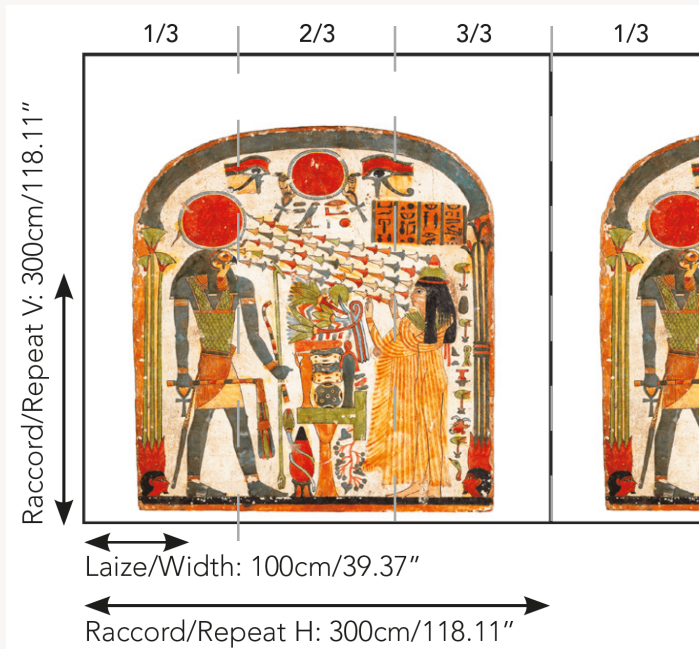 1/3 2/3 3/3 1/3
Raccord/Repeat V: 300cm/118.11”
Laize/Width: 100cm/39.37”
Raccord/Repeat H: 300cm/118.11”